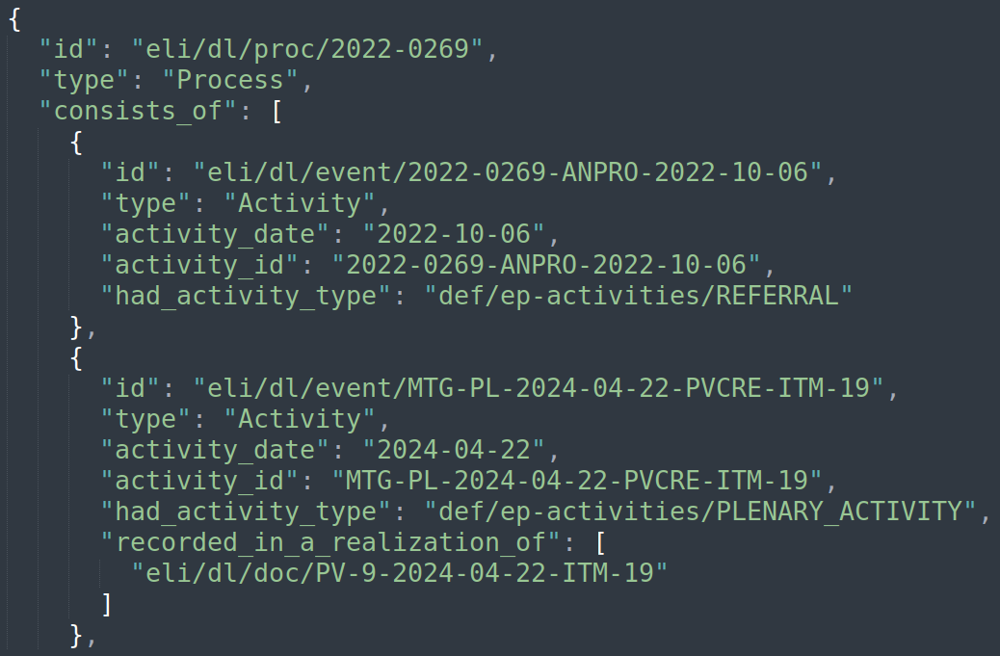 {
  "id": "eli/dl/proc/2022-0269",
  "type": "Process",
  "consists_of": [
    {
      "id": "eli/dl/event/2022-0269-ANPRO-2022-10-06",
      "type": "Activity",
      "activity_date": "2022-10-06",
      "activity_id": "2022-0269-ANPRO-2022-10-06",
      "had_activity_type": "def/ep-activities/REFERRAL"
    },
    {
      "id": "eli/dl/event/MTG-PL-2024-04-22-PVCRE-ITM-19",
      "type": "Activity",
      "activity_date": "2024-04-22",
      "activity_id": "MTG-PL-2024-04-22-PVCRE-ITM-19",
      "had_activity_type": "def/ep-activities/PLENARY_ACTIVITY",
      "recorded_in_a_realization_of": [
        "eli/dl/doc/PV-9-2024-04-22-ITM-19"
      ]
    },